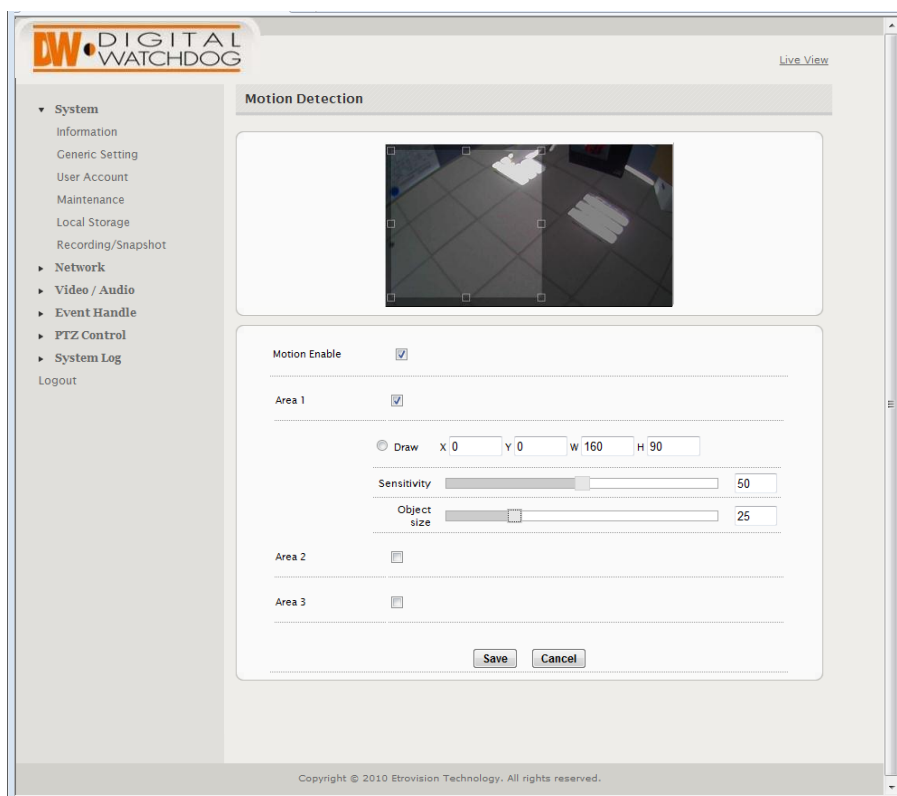 DIGITAL
WATCHDOG
DW
Live View
System
Information
Generic Setting
User Account
Maintenance
Local Storage
Recording/Snapshot
Network
Video / Audio
Event Handle
PTZ Control
System Log
Logout
Motion Detection
Motion Enable
Area 1
Draw X 0 Y 0 W 160 H 90
Sensitivity 50
Object
size 25
Area 2
Area 3
Save Cancel
Copyright © 2010 Etrovision Technology. All rights reserved.